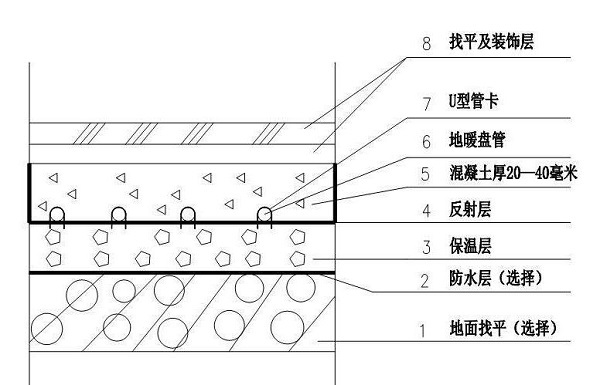 8 找平及装饰层
7 U型管卡
6 地暖盘管
5 混凝土厚20—40毫米
4 反射层
3 保温层
2 防水层（选择）
1 地面找平（选择）